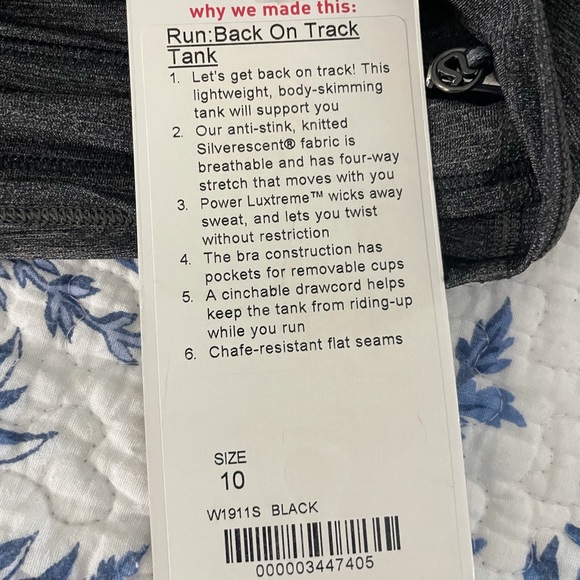 why we made this:
Run:Back On Track
Tank
1. Let's get back on track! This
lightweight, body-skimming
tank will support you
2. Our anti-stink, knitted
Silverescent® fabric is
breathable and has four-way
stretch that moves with you
3. Power Luxtreme™ wicks away
sweat, and lets you twist
without restriction
4. The bra construction has
pockets for removable cups
5. A cinchable drawcord helps
keep the tank from riding-up
while you run
6. Chafe-resistant flat seams
SIZE
10
W1911S BLACK
000003447405